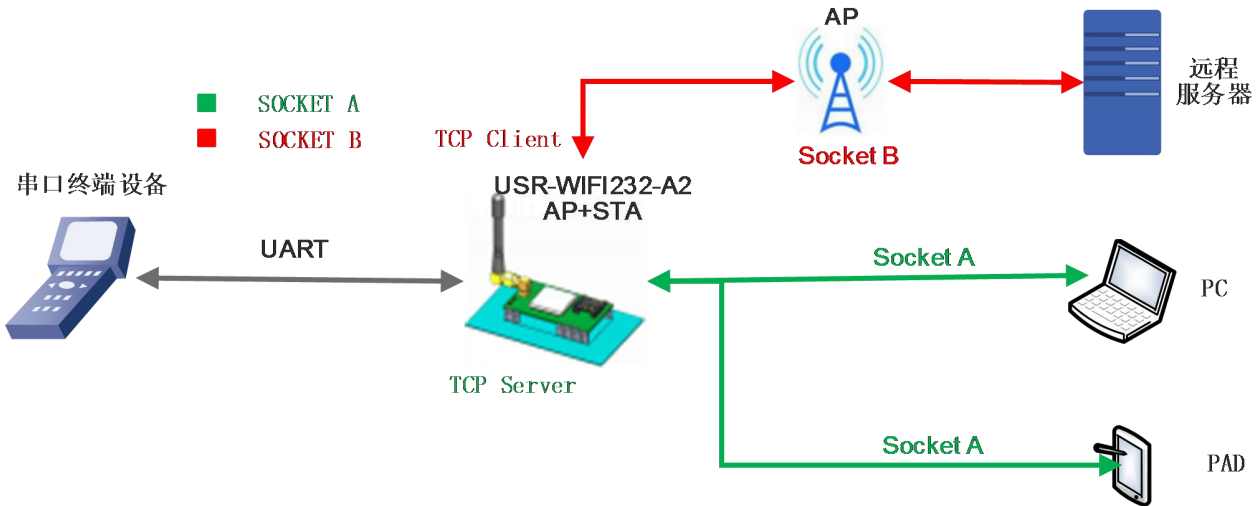 AP
远程
服务器
SOCKET A
SOCKET B
TCP Client
Socket B
串口终端设备
USR-WIFI232-A2
AP+STA
UART
Socket A
PC
TCP Server
Socket A
PAD